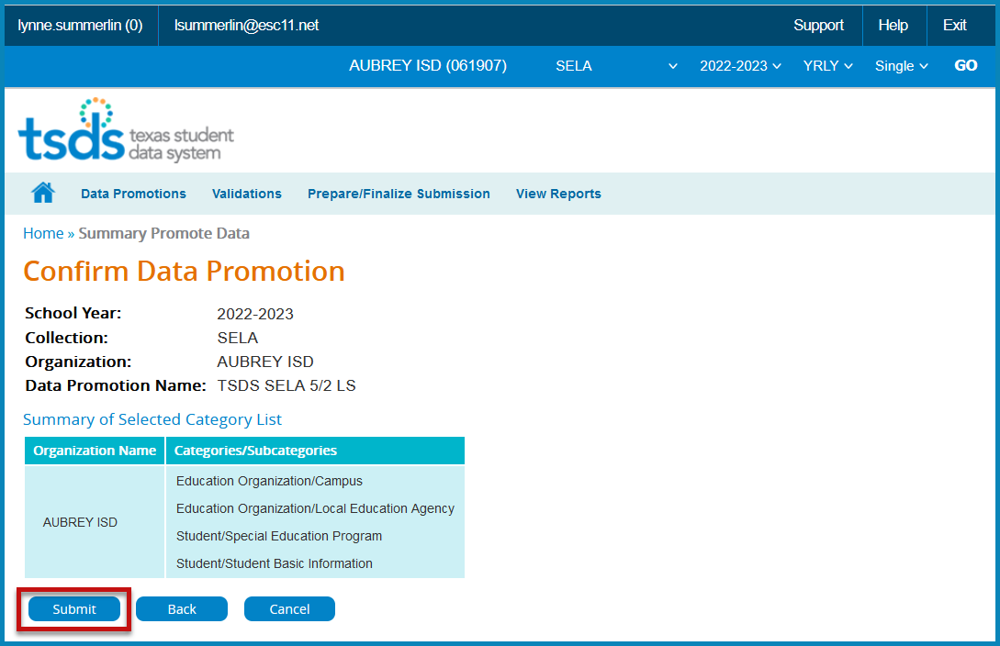 lynne.summerlin (0) lsummerlin@esc11.net Support Help Exit
AUBREY ISD (061907) SELA 2022-2023 YRLY Single GO
tsds texas student
data system
Data Promotions Validations Prepare/Finalize Submission View Reports
Home » Summary Promote Data
Confirm Data Promotion
School Year: 2022-2023
Collection: SELA
Organization: AUBREY ISD
Data Promotion Name: TSDS SELA 5/2 LS
Summary of Selected Category List
Organization Name Categories/Subcategories
Education Organization/Campus
Education Organization/Local Education Agency
AUBREY ISD
Student/Special Education Program
Student/Student Basic Information
Submit Back Cancel